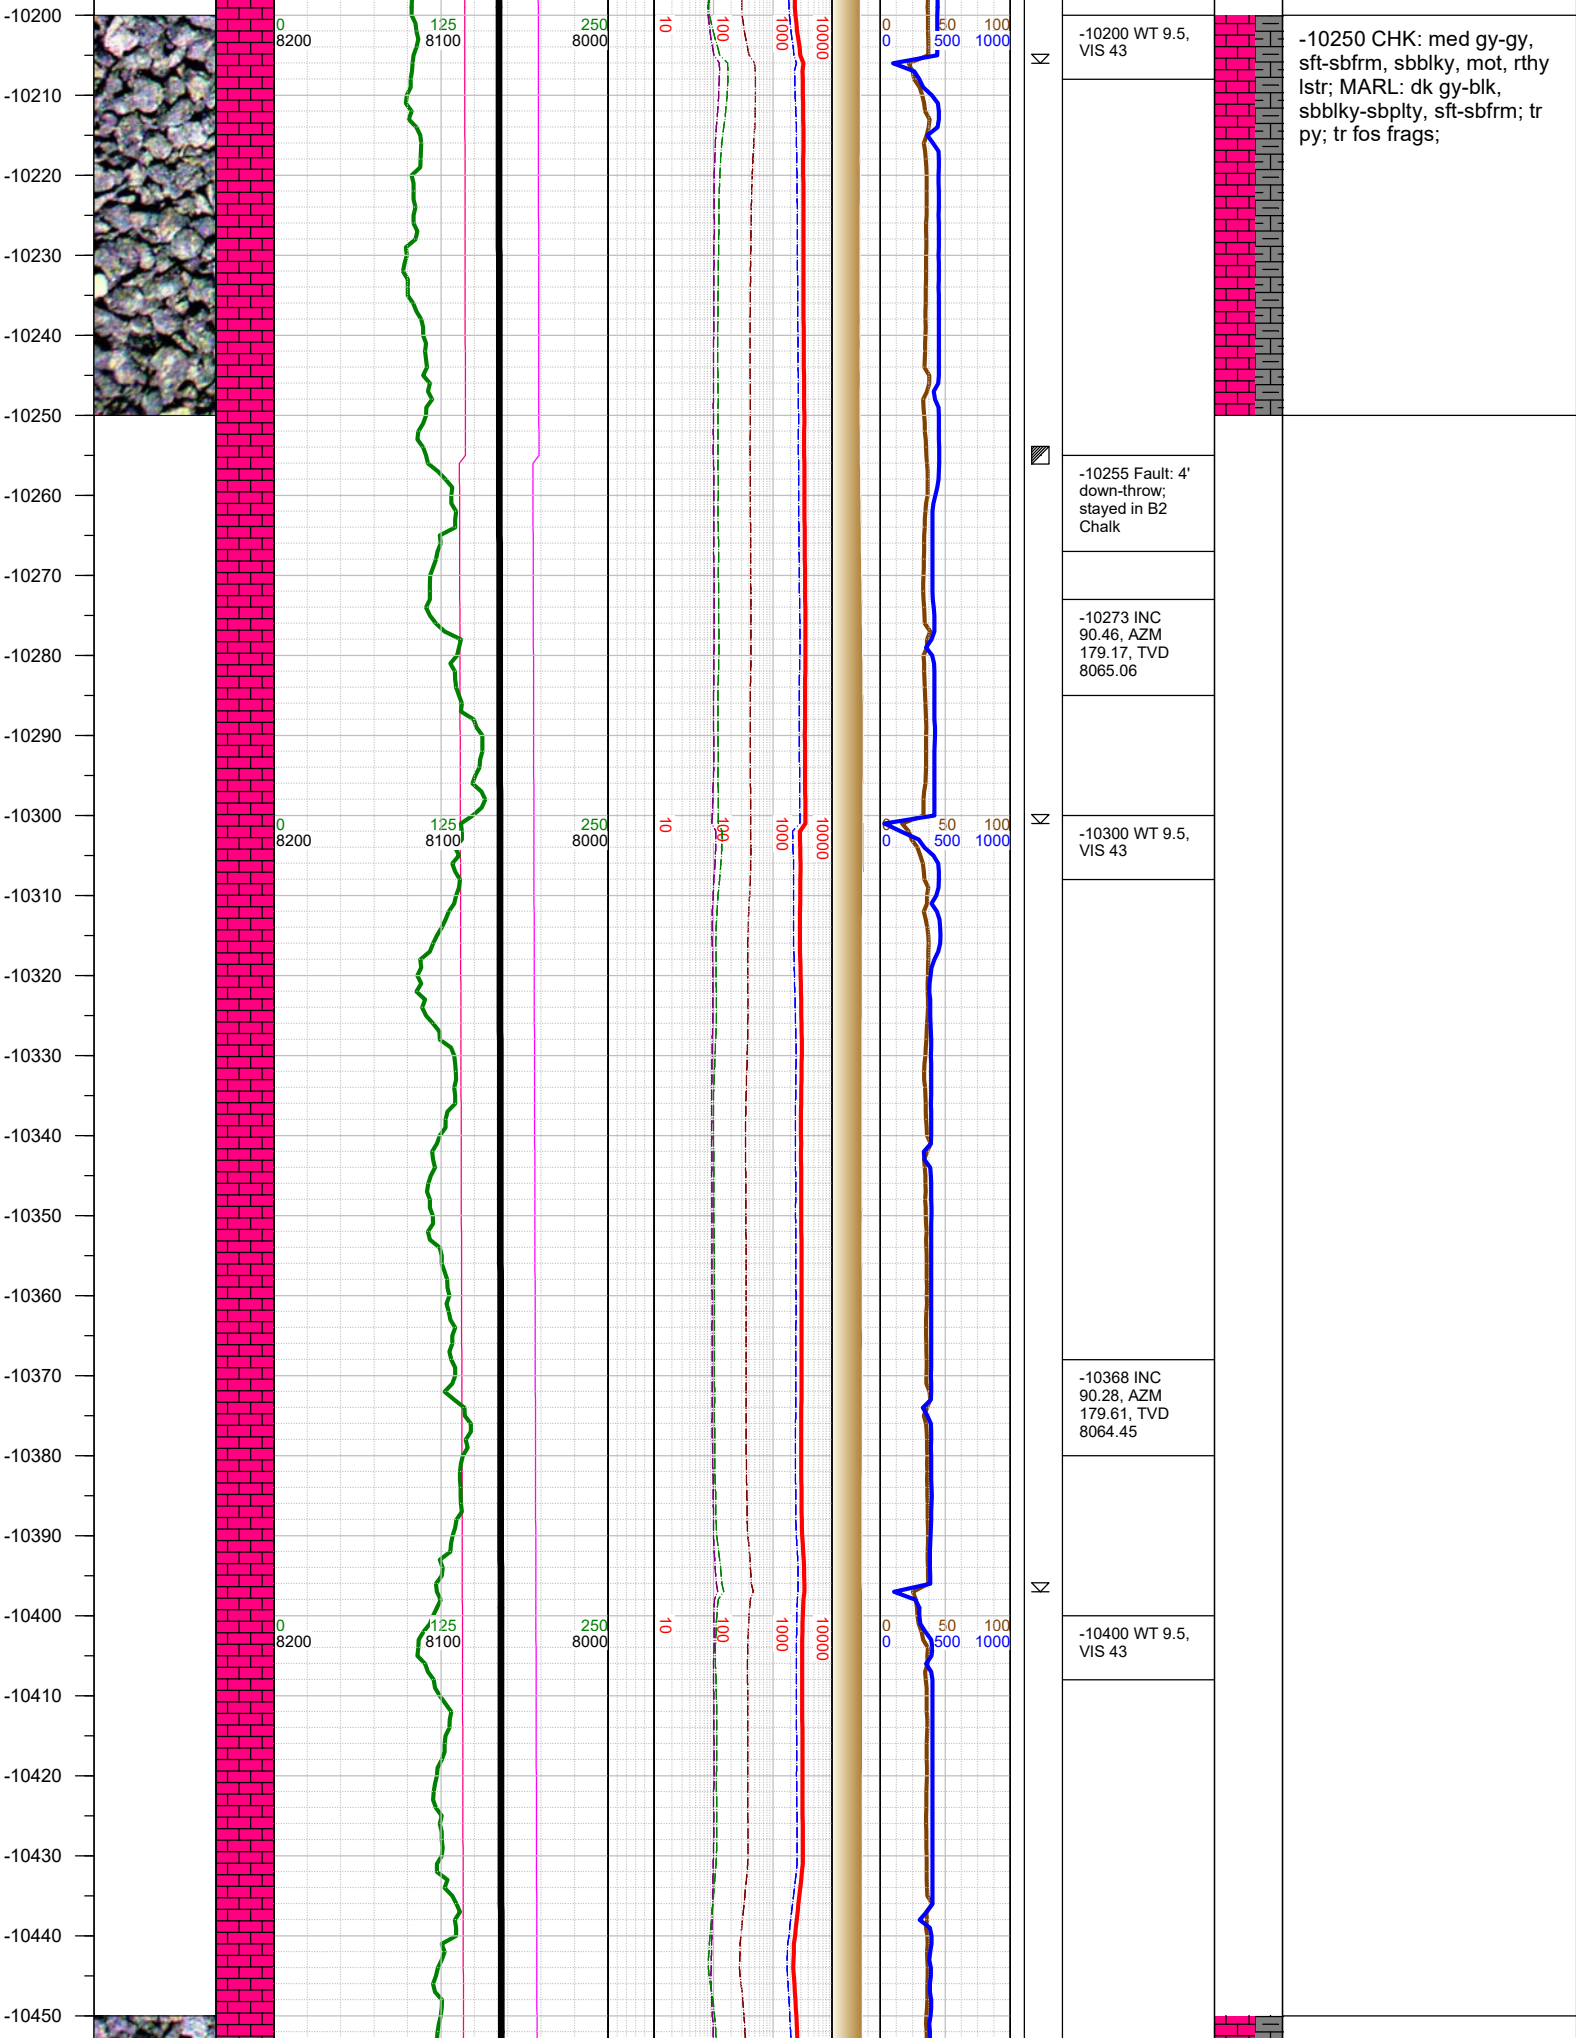 -10200
0 125 250
8200 8100 8000
10 100 1000 10000
0 50 100
0 500 1000
-10200 WT 9.5,
VIS 43
-10250 CHK: med gy-gy,
sft-sbfrm, sbblky, mot, rthy
lstr; MARL: dk gy-blk,
sbblky-sbplty, sft-sbfrm; tr
py; tr fos frags;
-10210
-10220
-10230
-10240
-10250
-10255 Fault: 4'
down-throw;
stayed in B2
Chalk
-10260
-10270
-10273 INC
90.46, AZM
179.17, TVD
8065.06
-10280
-10290
-10300
0 125 250
8200 8100 8000
10 100 1000 10000
0 50 100
0 500 1000
-10300 WT 9.5,
VIS 43
-10310
-10320
-10330
-10340
-10350
-10360
-10368 INC
90.28, AZM
179.61, TVD
8064.45
-10370
-10380
-10390
-10400
0 125 250
8200 8100 8000
10 100 1000 10000
0 50 100
0 500 1000
-10400 WT 9.5,
VIS 43
-10410
-10420
-10430
-10440
-10450